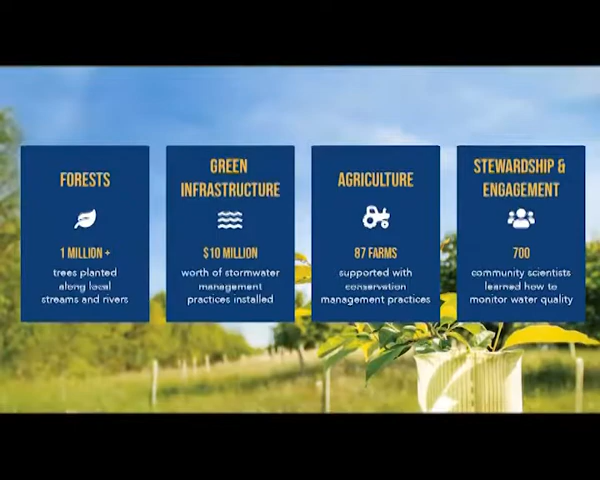 FORESTS
1 MILLION +
trees planted
along local
streams and rivers
GREEN
INFRASTRUCTURE
$10 MILLION
worth of stormwater
management
practices installed
AGRICULTURE
87 FARMS
supported with
conservation
management practices
STEWARDSHIP &
ENGAGEMENT
700
community scientists
learned how to
monitor water quality